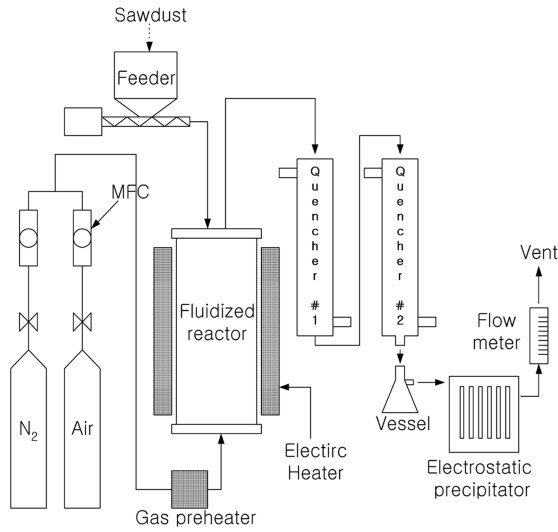 Sawdust
Feeder
MFC
N2
Air
Fluidized
reactor
Gas preheater
Electirc
Heater
Quencher #1
Quencher #2
Vessel
Electrostatic
precipitator
Flow
meter
Vent